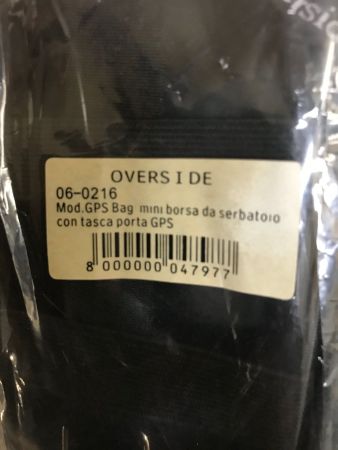 OVERSIDE
06-0216
Mod.GPS Bag mini borsa da serbatoio
con tasca porta GPS
8 000000 047977